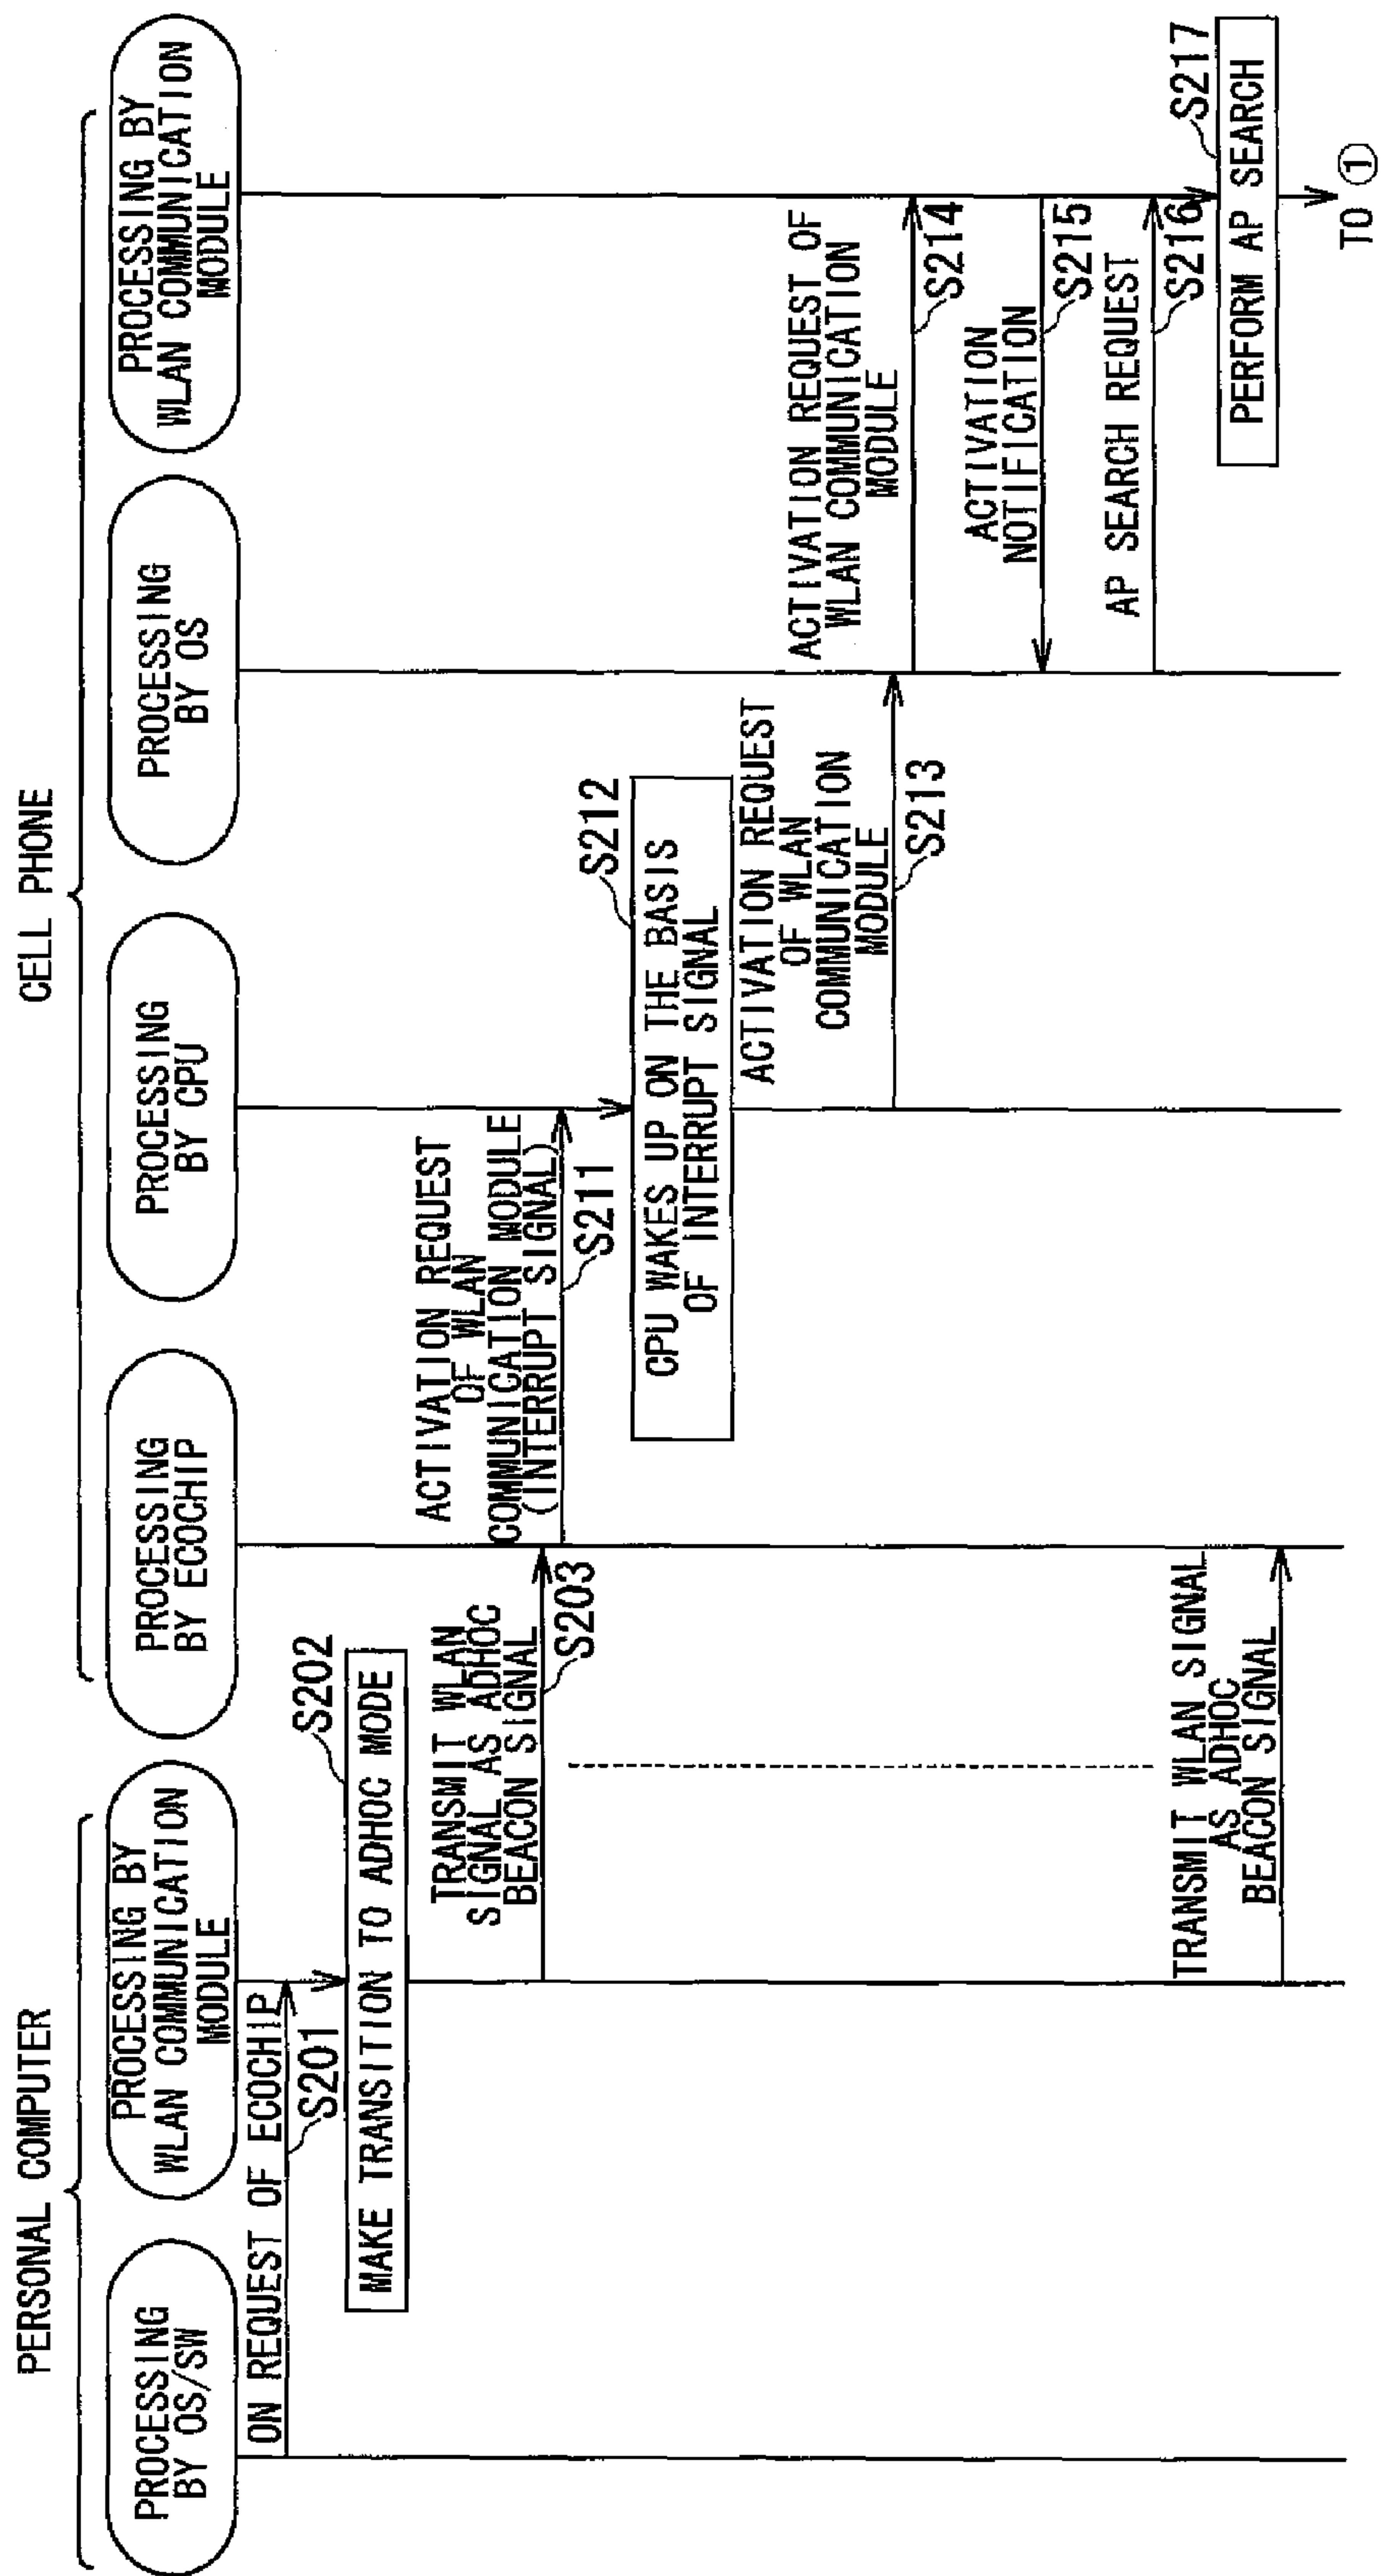 PERSONAL COMPUTER
CELL PHONE
PROCESSING
BY OS/SW
PROCESSING BY
WLAN COMMUNICATION
MODULE
PROCESSING
BY ECOCHIP
PROCESSING
BY CPU
PROCESSING
BY OS
PROCESSING BY
WLAN COMMUNICATION
MODULE
ON REQUEST OF ECOCHIP
S201
S202
MAKE TRANSITION TO ADHOC MODE
TRANSMIT WLAN
SIGNAL AS ADHOC
BEACON SIGNAL
S203
ACTIVATION REQUEST
OF WLAN
COMMUNICATION MODULE
(INTERRUPT SIGNAL)
S211
S212
CPU WAKES UP ON THE BASIS
OF INTERRUPT SIGNAL
ACTIVATION REQUEST
OF WLAN
COMMUNICATION
MODULE
S213
ACTIVATION REQUEST OF
WLAN COMMUNICATION
MODULE
S214
ACTIVATION
NOTIFICATION
S215
AP SEARCH REQUEST
S216
S217
PERFORM AP SEARCH
TRANSMIT WLAN SIGNAL
AS ADHOC
BEACON SIGNAL
TO ①